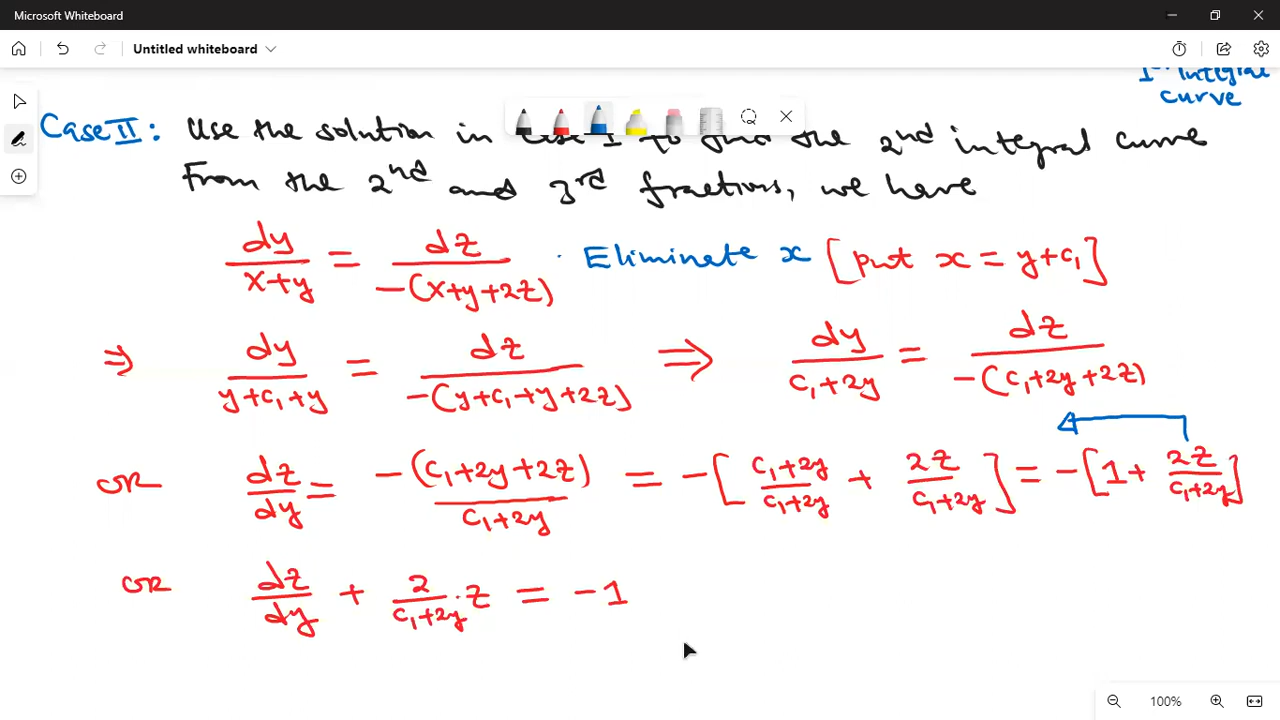 Microsoft Whiteboard
Untitled whiteboard
1st integral
curve
Case II: Use the solution in Case I to find the 2nd integral curve
From the 2nd and 3rd fractions, we have
dy/(x+y) = dz/-(x+y+2z) . Eliminate x [put x = y+c₁]
⇒ dy/(y+c₁+y) = dz/-(y+c₁+y+2z) ⇒ dy/(c₁+2y) = dz/-(c₁+2y+2z)
or dz/dy = -(c₁+2y+2z)/(c₁+2y) = -[(c₁+2y)/(c₁+2y) + 2z/(c₁+2y)] = -[1+ 2z/(c₁+2y)]
or dz/dy + 2/(c₁+2y) . z = -1
100%